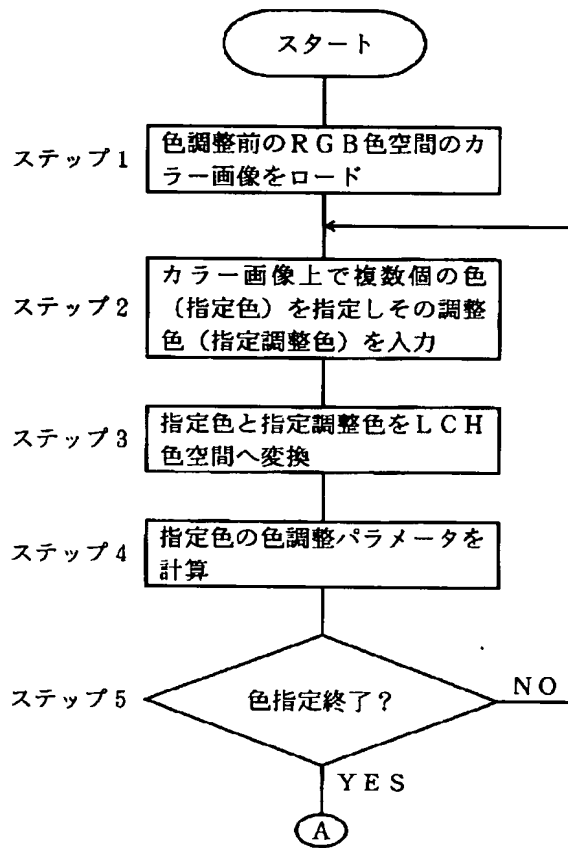 スタート
ステップ1
色調整前のRGB色空間のカ
ラー画像をロード
ステップ2
カラー画像上で複数個の色
(指定色)を指定しその調整
色(指定調整色)を入力
ステップ3
指定色と指定調整色をLCH
色空間へ変換
ステップ4
指定色の色調整パラメータを
計算
ステップ5
色指定終了?
NO
YES
A